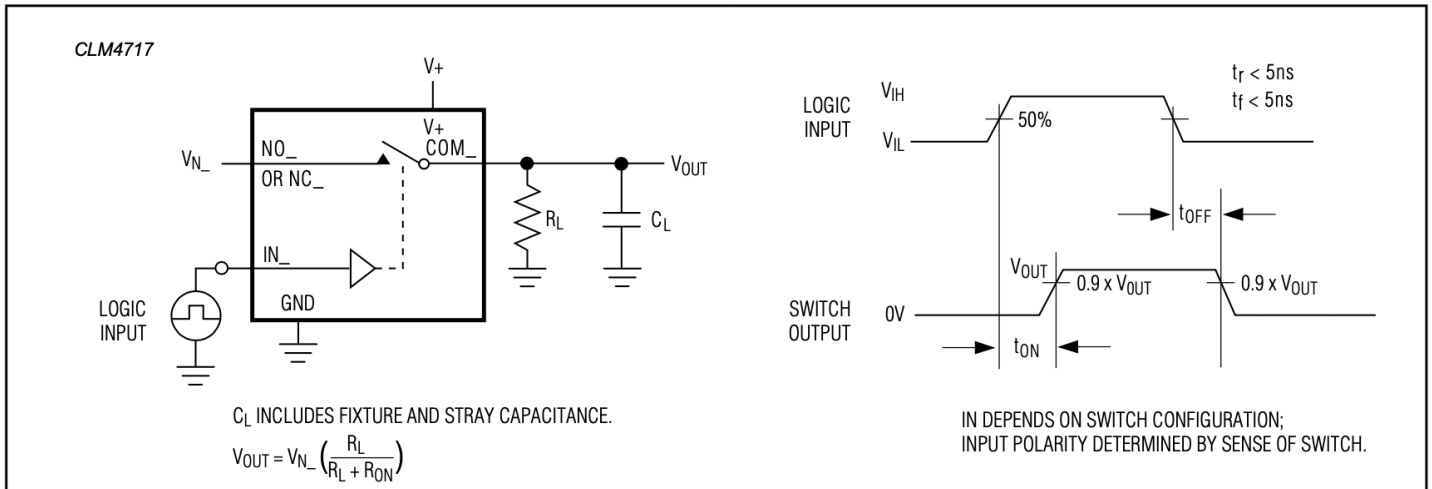 CLM4717
V+
V+
NO_
COM_
V_N_
OR NC_
V_OUT
R_L
C_L
IN_
GND
LOGIC
INPUT
C_L INCLUDES FIXTURE AND STRAY CAPACITANCE.
V_OUT = V_N_ (R_L / (R_L + R_ON))
t_r < 5ns
t_f < 5ns
LOGIC
INPUT
V_IH
V_IL
50%
t_OFF
V_OUT
0.9 x V_OUT
0.9 x V_OUT
SWITCH
OUTPUT
0V
t_ON
IN DEPENDS ON SWITCH CONFIGURATION;
INPUT POLARITY DETERMINED BY SENSE OF SWITCH.